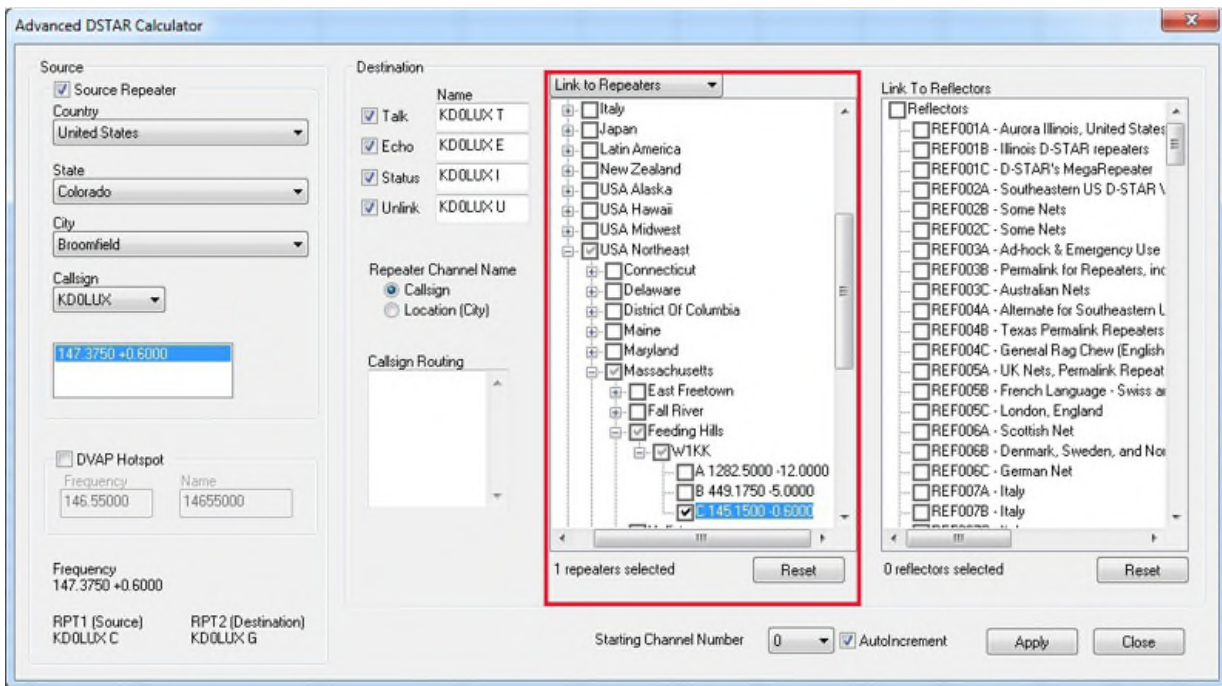 Advanced DSTAR Calculator
Source
Source Repeater
Country
United States
State
Colorado
City
Broomfield
Callsign
KD0LUX
147.3750 +0.6000
DVAP Hotspot
Frequency Name
146.55000 14655000
Frequency
147.3750 +0.6000
RPT1 (Source) RPT2 (Destination)
KD0LUX C KD0LUX G
Destination
Name
Talk KD0LUX T
Echo KD0LUX E
Status KD0LUX I
Unlink KD0LUX U
Repeater Channel Name
Callsign
Location (City)
Callsign Routing
Link to Repeaters
Italy
Japan
Latin America
New Zealand
USA Alaska
USA Hawaii
USA Midwest
USA Northeast
Connecticut
Delaware
District Of Columbia
Maine
Maryland
Massachusetts
East Freetown
Fall River
Feeding Hills
W1KK
A 1282.5000 -12.0000
B 449.1750 -5.0000
C 145.1500 -0.6000
1 repeaters selected Reset
Link To Reflectors
Reflectors
REF001A - Aurora Illinois, United States
REF001B - Illinois D-STAR repeaters
REF001C - D-STAR's MegaRepeater
REF002A - Southeastern US D-STAR
REF002B - Some Nets
REF002C - Some Nets
REF003A - Ad-hock & Emergency Use
REF003B - Permalink for Repeaters, inc
REF003C - Australian Nets
REF004A - Alternate for Southeastern
REF004B - Texas Permalink Repeaters
REF004C - General Rag Chew (English
REF005A - UK Nets, Permalink Repeat
REF005B - French Language - Swiss a
REF005C - London, England
REF006A - Scottish Net
REF006B - Denmark, Sweden, and Nor
REF006C - German Net
REF007A - Italy
REF007B - Italy
0 reflectors selected Reset
Starting Channel Number 0 AutoIncrement Apply Close